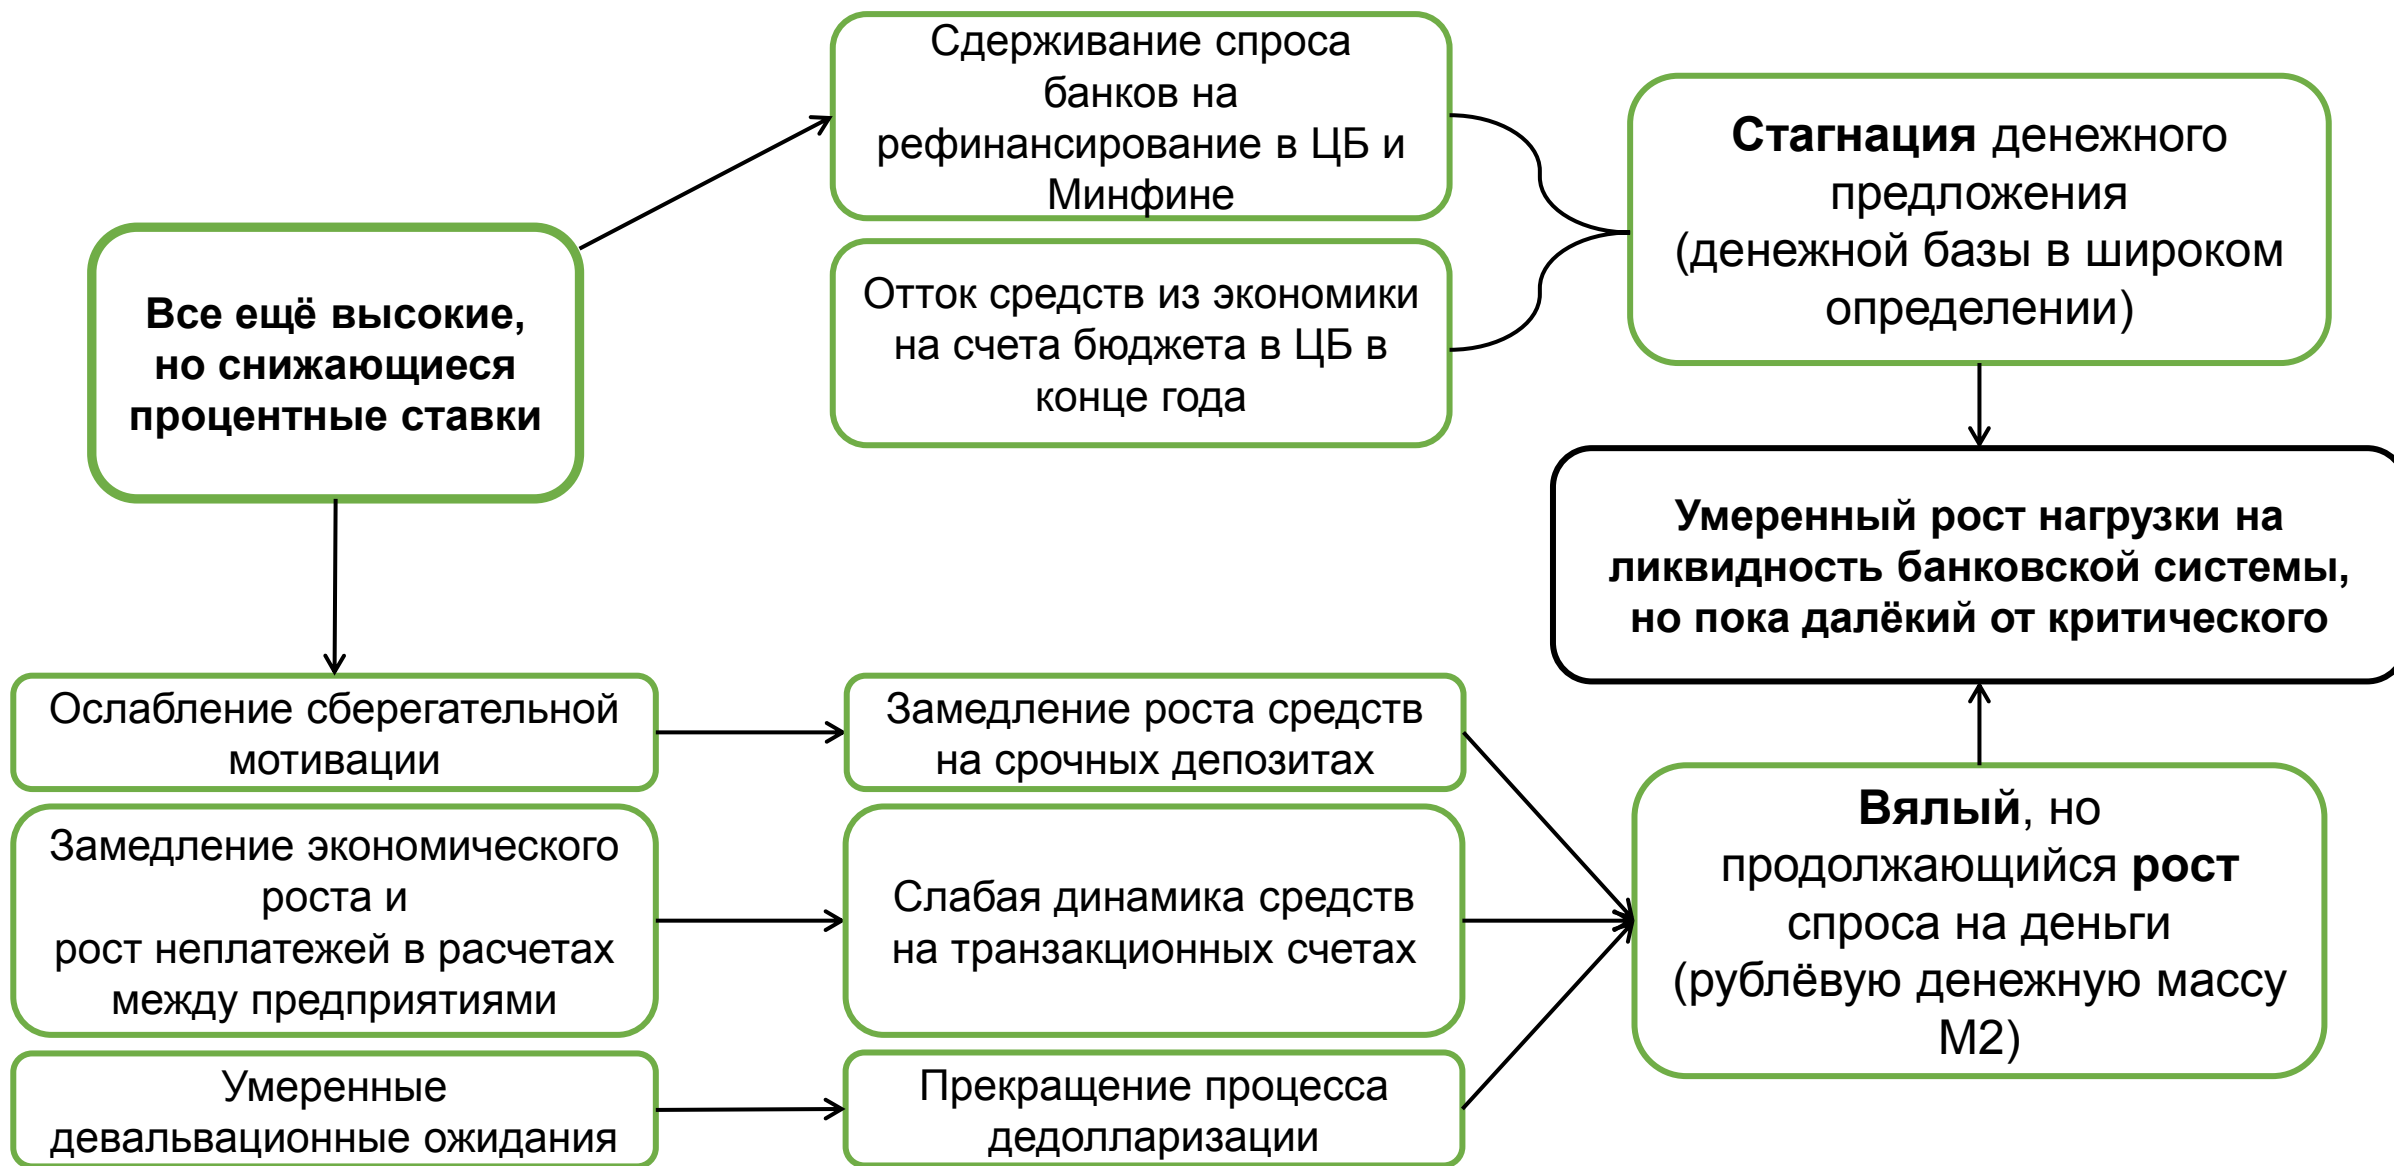 Сдерживание спроса
банков на
рефинансирование в ЦБ и
Минфине
Стагнация денежного
предложения
(денежной базы в широком
определении)
Все ещё высокие,
но снижающиеся
процентные ставки
Отток средств из экономики
на счета бюджета в ЦБ в
конце года
Умеренный рост нагрузки на
ликвидность банковской системы,
но пока далёкий от критического
Ослабление сберегательной
мотивации
Замедление роста средств
на срочных депозитах
Замедление экономического
роста и
рост неплатежей в расчетах
между предприятиями
Слабая динамика средств
на транзакционных счетах
Вялый, но
продолжающийся рост
спроса на деньги
(рублёвую денежную массу
М2)
Умеренные
девальвационные ожидания
Прекращение процесса
дедолларизации